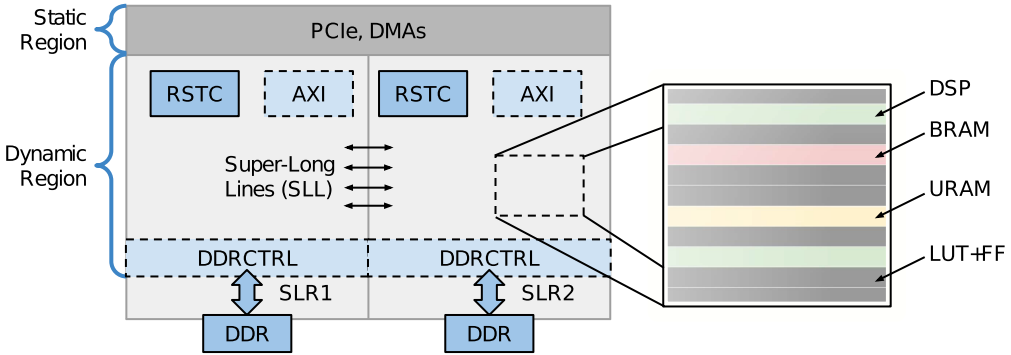 Static
Region
PCIe, DMAs
RSTC
AXI
RSTC
AXI
Dynamic
Region
Super-Long
Lines (SLL)
DDRCTRL
DDRCTRL
SLR1
SLR2
DDR
DDR
DSP
BRAM
URAM
LUT+FF